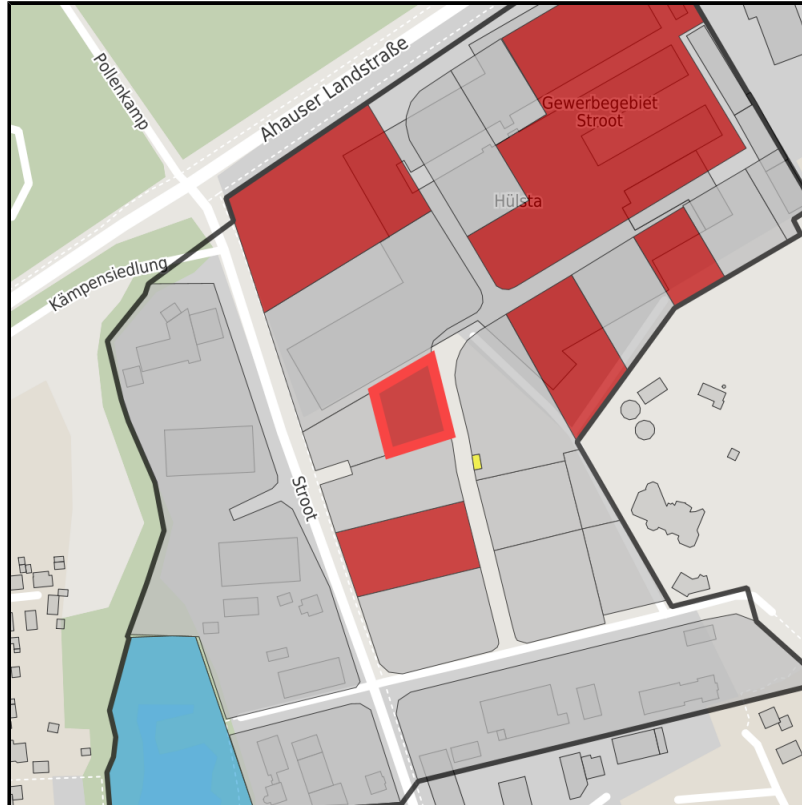 Pollenkamp
Ahauser Landstraße
Gewerbegebiet
Stroot
Hülsta
Kämpensiedlung
Stroot